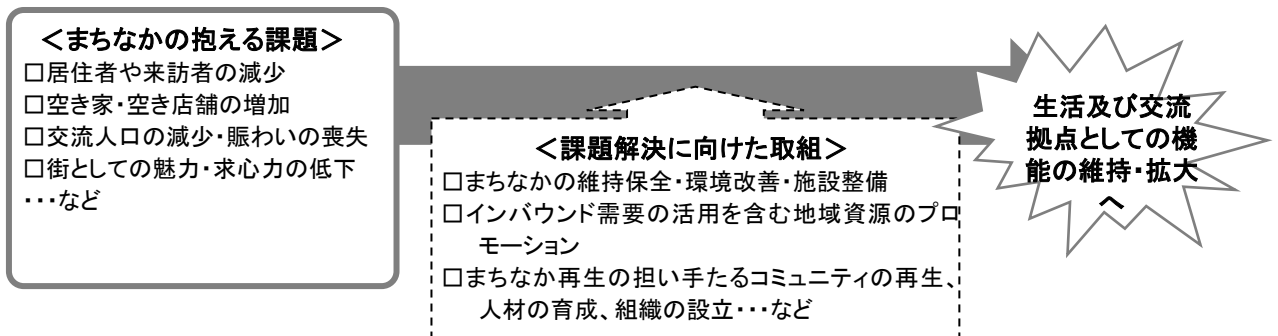 ＜まちなかの抱える課題＞
□居住者や来訪者の減少
□空き家・空き店舗の増加
□交流人口の減少・賑わいの喪失
□街としての魅力・求心力の低下
・・・など
＜課題解決に向けた取組＞
□まちなかの維持保全・環境改善・施設整備
□インバウンド需要の活用を含む地域資源のプロ
モーション
□まちなか再生の担い手たるコミュニティの再生、
人材の育成、組織の設立・・・など
生活及び交流
拠点としての機
能の維持・拡大
へ